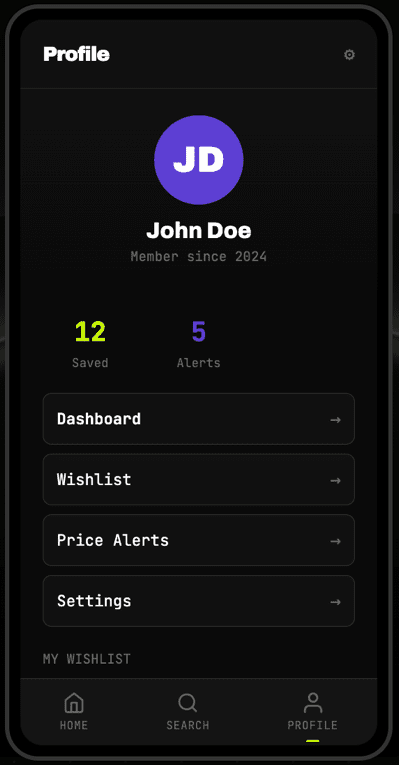 Profile
JD
John Doe
Member since 2024
12 5
Saved Alerts
Dashboard →
Wishlist →
Price Alerts →
Settings →
MY WISHLIST
HOME SEARCH PROFILE